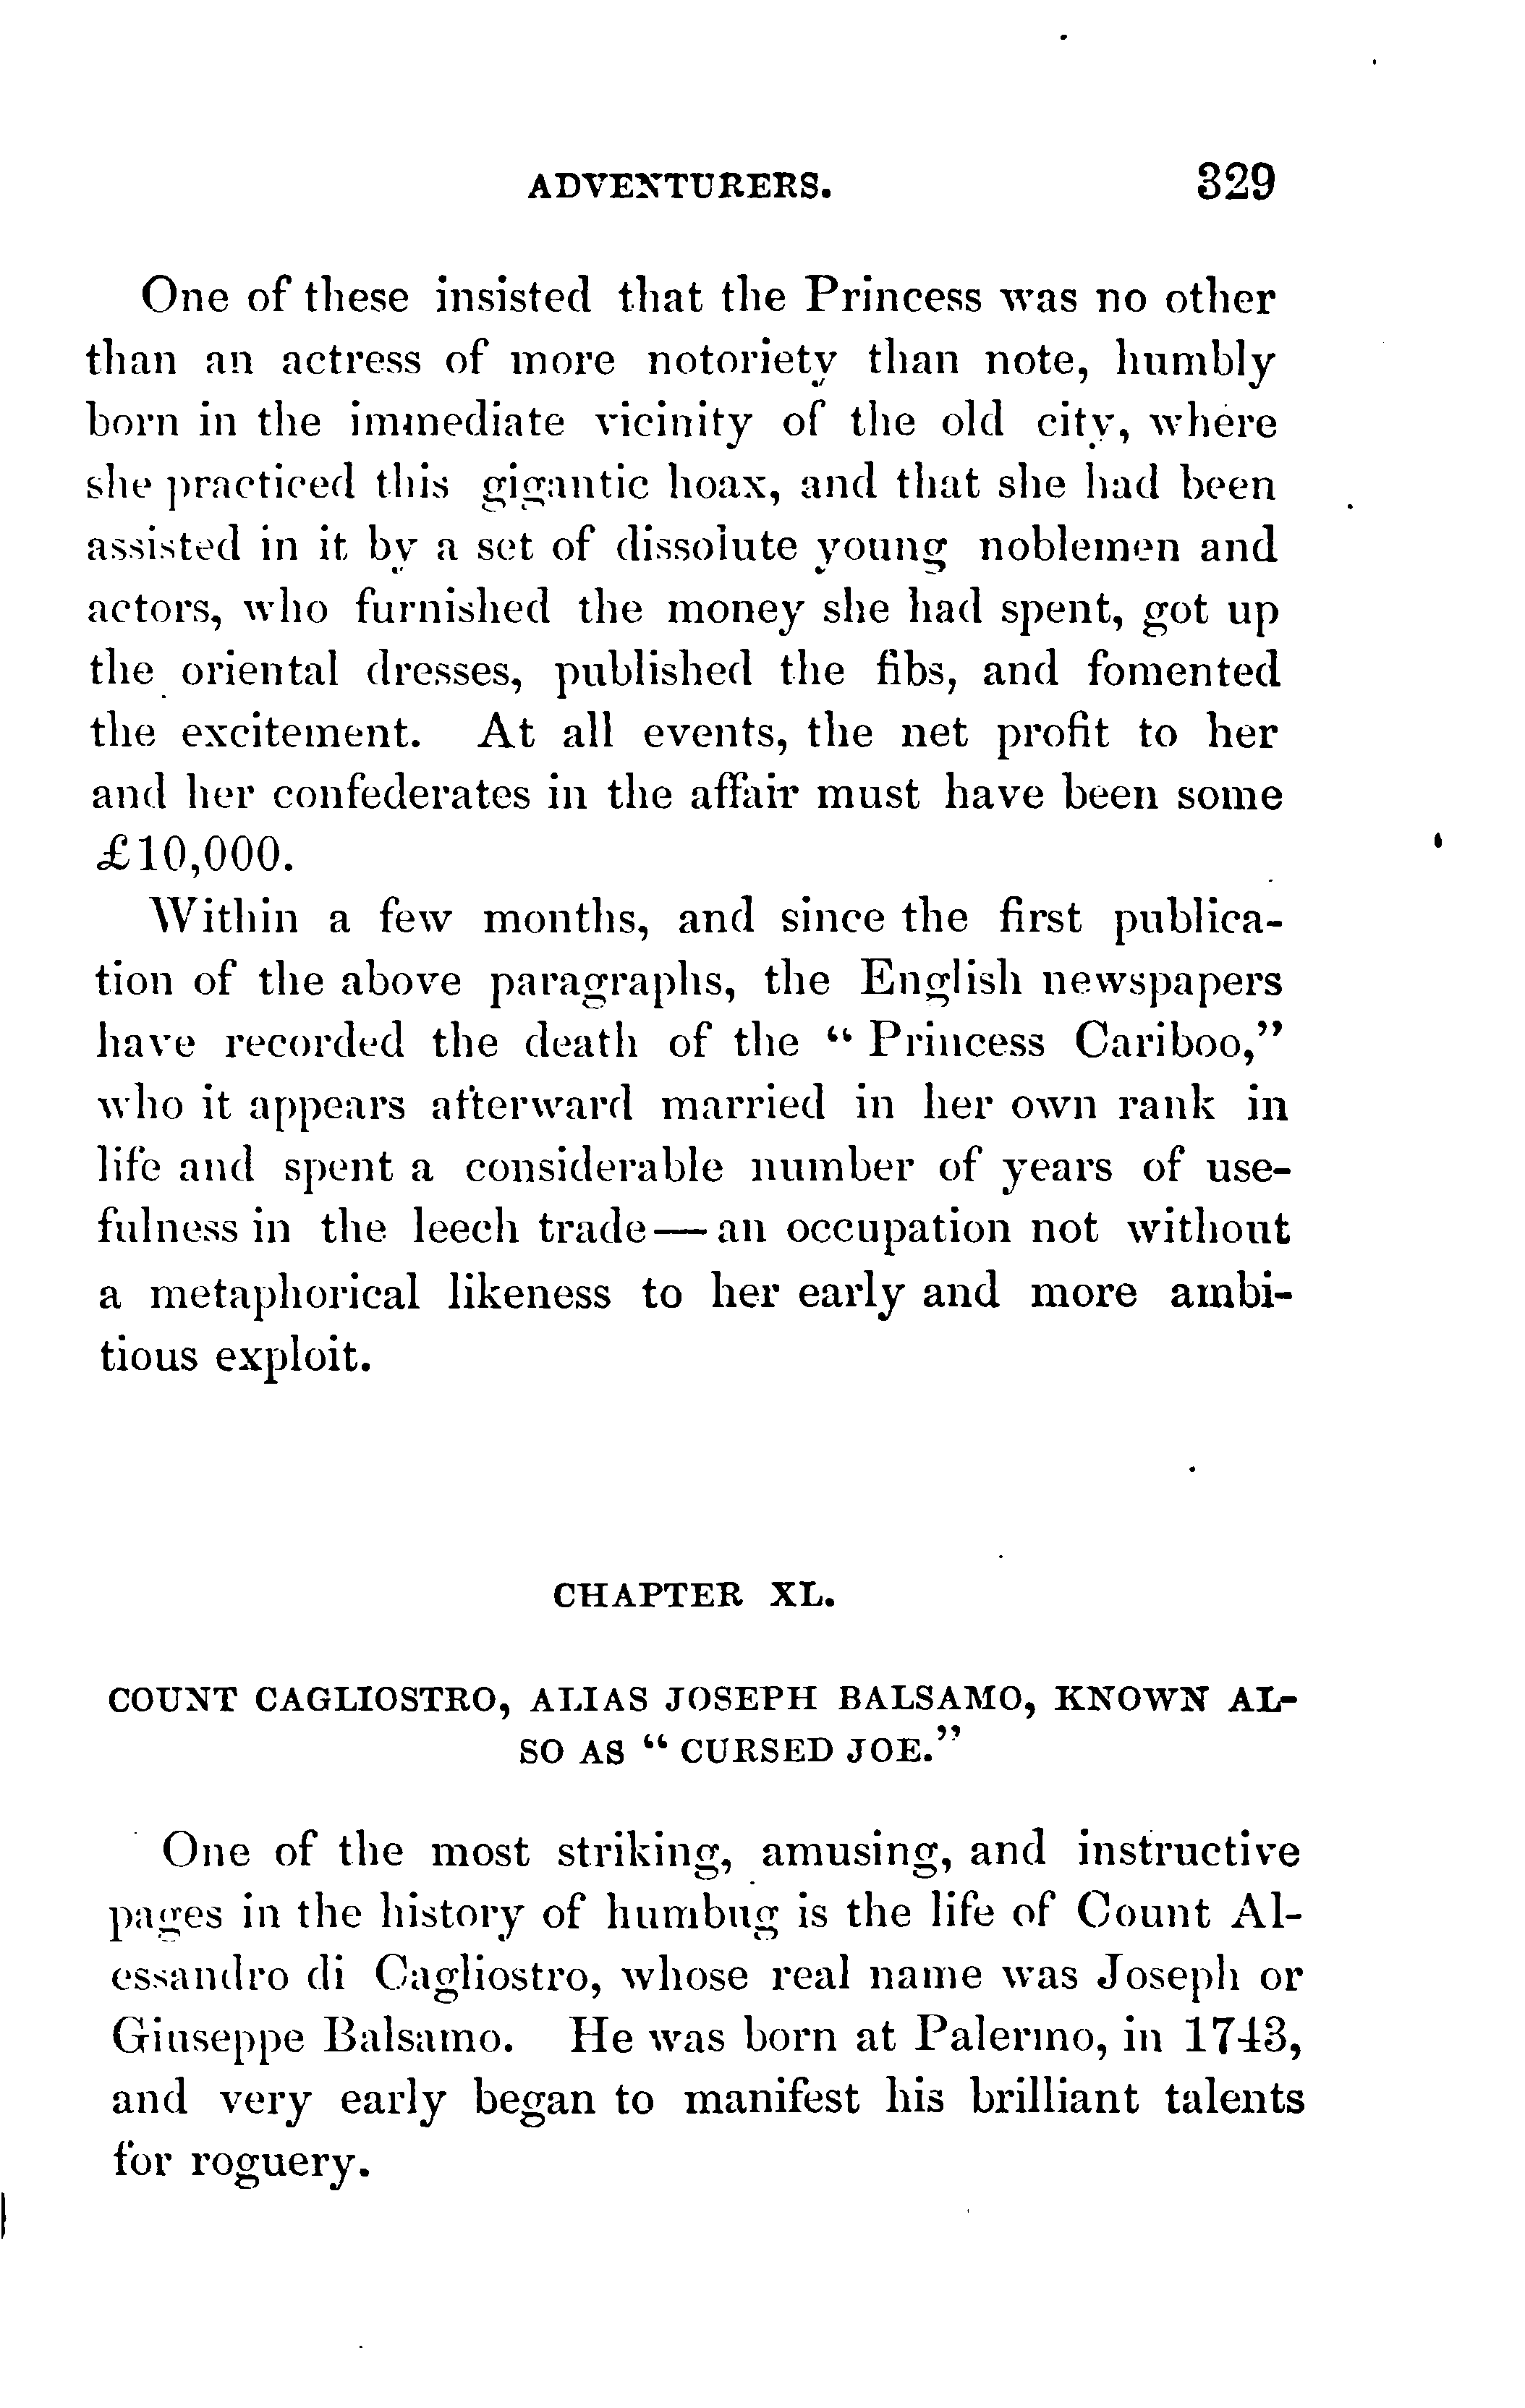 ADVENTURERS. 329
One of these insisted that the Princess was no other
than an actress of more notoriety than note, humbly
born in the immediate vicinity of the old city, where
she practiced this gigantic hoax, and that she had been
assisted in it by a set of dissolute young noblemen and
actors, who furnished the money she had spent, got up
the oriental dresses, published the fibs, and fomented
the excitement. At all events, the net profit to her
and her confederates in the affair must have been some
£10,000.
Within a few months, and since the first publica-
tion of the above paragraphs, the English newspapers
have recorded the death of the “ Princess Cariboo,”
who it appears afterward married in her own rank in
life and spent a considerable number of years of use-
fulness in the leech trade — an occupation not without
a metaphorical likeness to her early and more ambi-
tious exploit.
CHAPTER XL.
COUNT CAGLIOSTRO, ALIAS JOSEPH BALSAMO, KNOWN AL-
SO AS “ CURSED JOE.”
One of the most striking, amusing, and instructive
pages in the history of humbug is the life of Count Al-
essandro di Cagliostro, whose real name was Joseph or
Giuseppe Balsamo. He was born at Palermo, in 1743,
and very early began to manifest his brilliant talents
for roguery.